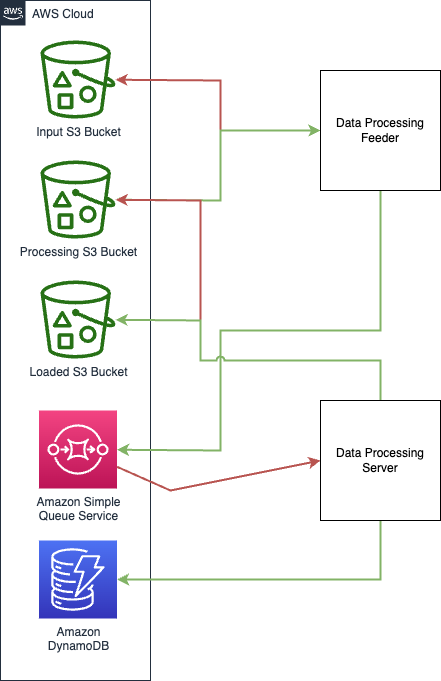 aws
AWS Cloud
Input S3 Bucket
Data Processing
Feeder
Processing S3 Bucket
Loaded S3 Bucket
Data Processing
Server
Amazon Simple
Queue Service
Amazon
DynamoDB